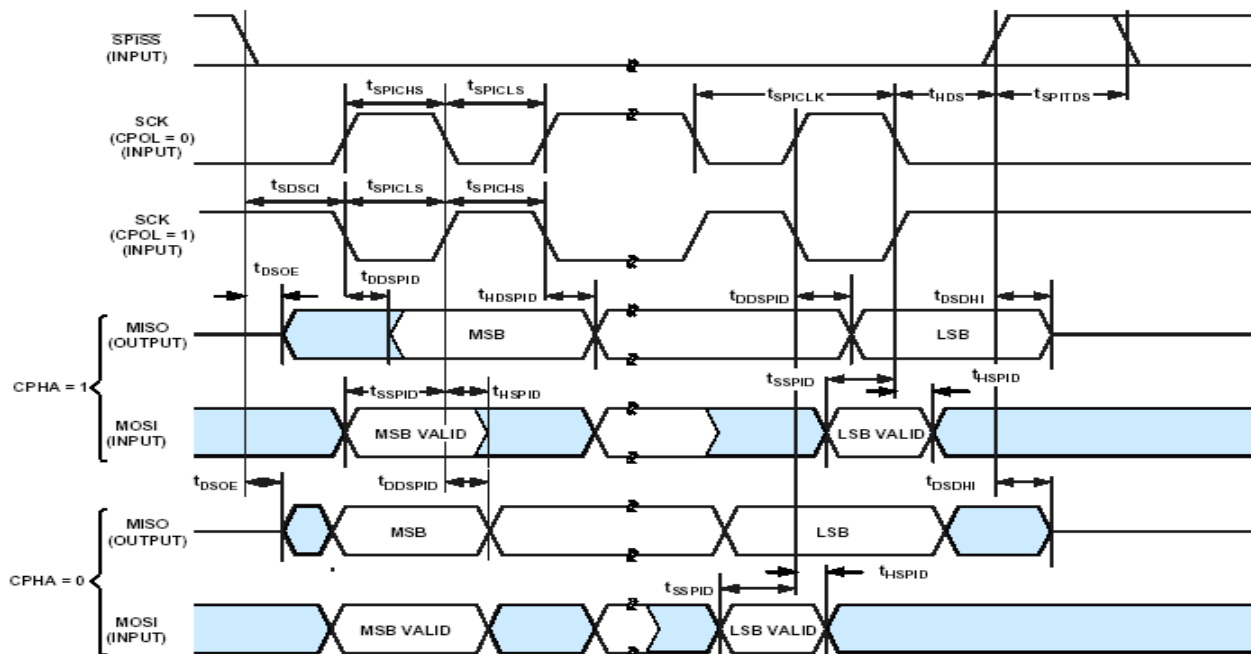 SPISS
(INPUT)
tSPICHS tSPICLS tSPICLK tHDS tSPITDS
SCK
(CPOL = 0)
(INPUT)
tSDSCI tSPICLS tSPICHS
SCK
(CPOL = 1)
(INPUT)
tDSOE tDDSPID tHDSPID tDDSPID tDSDHI
MISO
(OUTPUT)
MSB LSB
CPHA = 1
tSSPID tHSPID tSSPID tHSPID
MOSI
(INPUT)
MSB VALID LSB VALID
tDSOE tDDSPID tDSDHI
MISO
(OUTPUT)
MSB LSB
CPHA = 0
tSSPID tHSPID
MOSI
(INPUT)
MSB VALID LSB VALID